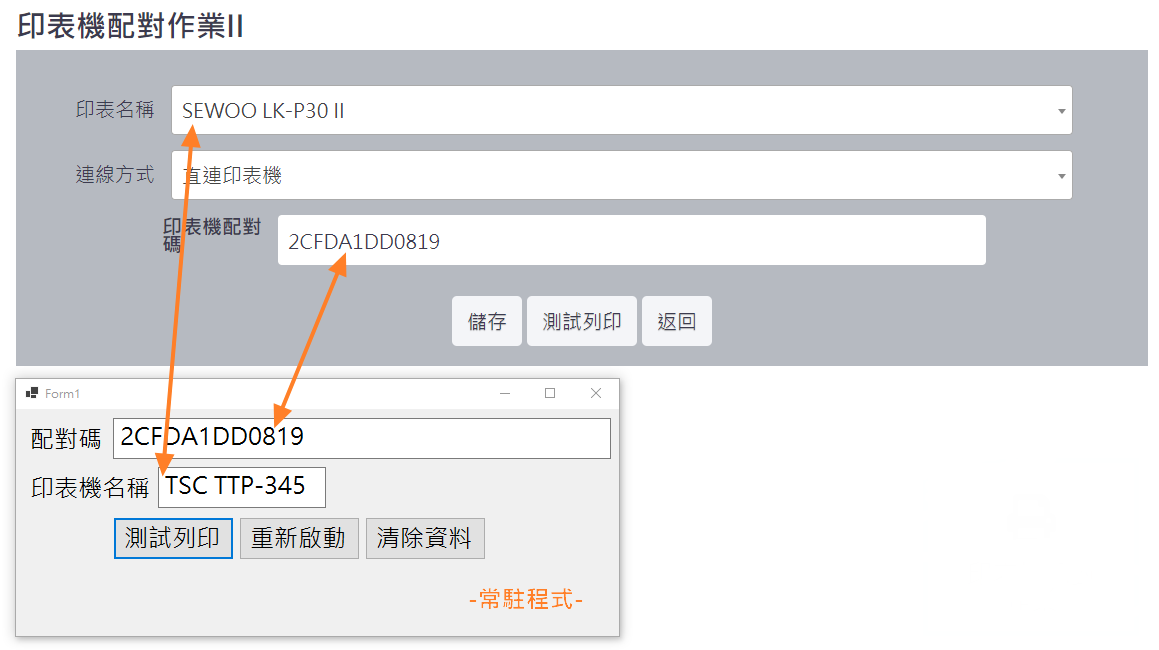 印表機配對作業II
印表名稱 SEWOO LK-P30 II
連線方式 直連印表機
印表機配對
碼
2CFDA1DD0819
儲存 測試列印 返回
Form1
配對碼 2CFDA1DD0819
印表機名稱 TSC TTP-345
測試列印 重新啟動 清除資料
-常駐程式-